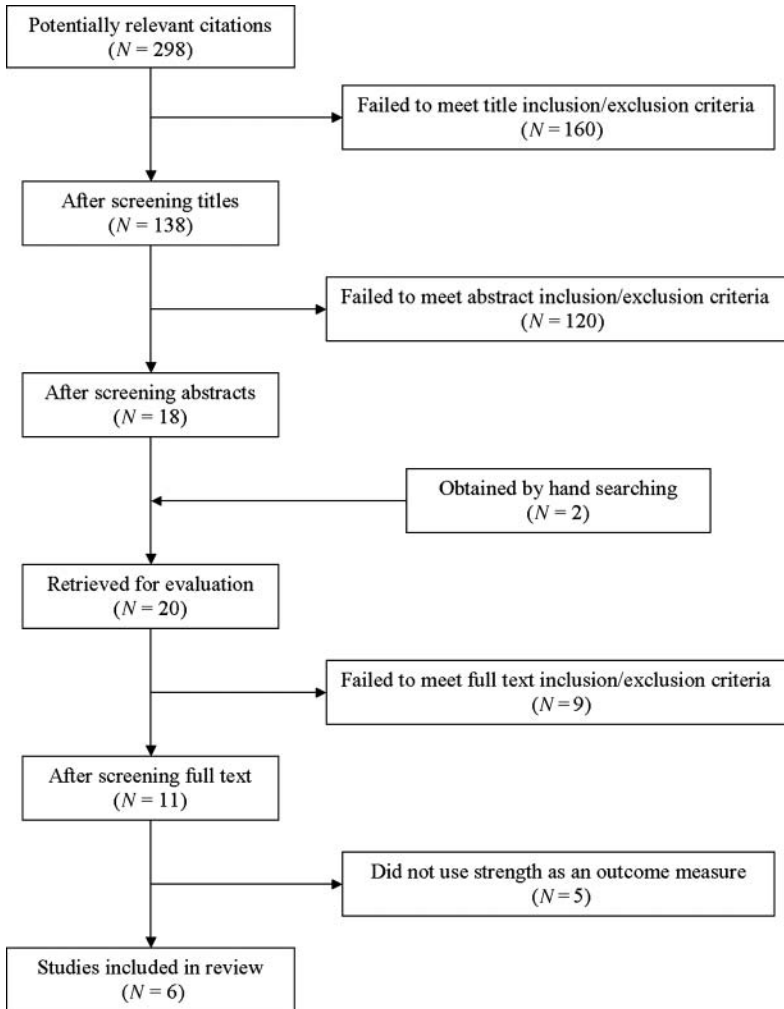 Potentially relevant citations
(N = 298)
Failed to meet title inclusion/exclusion criteria
(N = 160)
After screening titles
(N = 138)
Failed to meet abstract inclusion/exclusion criteria
(N = 120)
After screening abstracts
(N = 18)
Obtained by hand searching
(N = 2)
Retrieved for evaluation
(N = 20)
Failed to meet full text inclusion/exclusion criteria
(N = 9)
After screening full text
(N = 11)
Did not use strength as an outcome measure
(N = 5)
Studies included in review
(N = 6)